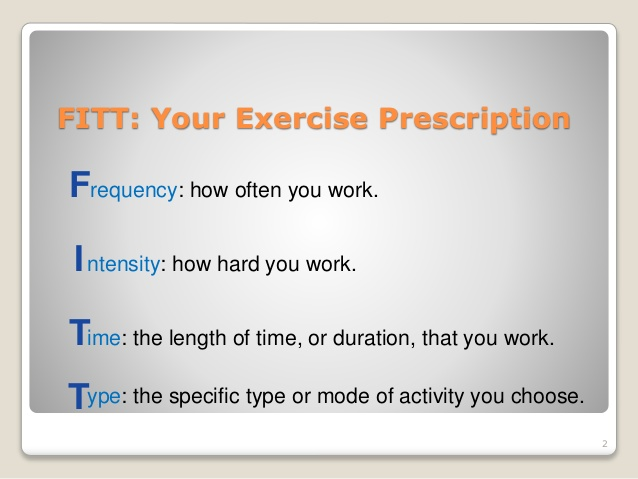 FITT: Your Exercise Prescription
Frequency: how often you work.
Intensity: how hard you work.
Time: the length of time, or duration, that you work.
Type: the specific type or mode of activity you choose.
2